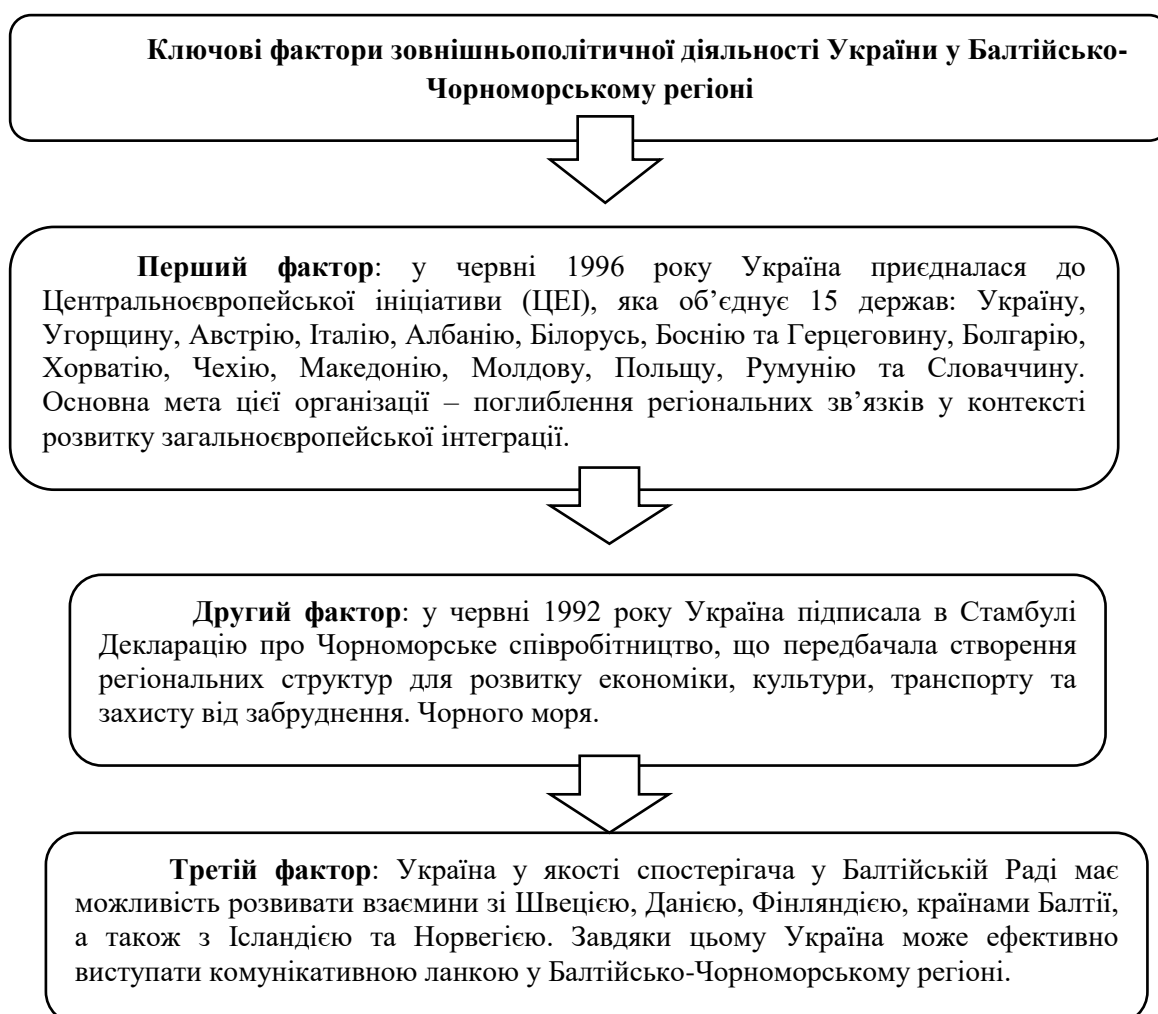 Ключові фактори зовнішньополітичної діяльності України у Балтійсько-
Чорноморському регіоні
Перший фактор: у червні 1996 року Україна приєдналася до
Центральноєвропейської ініціативи (ЦЕІ), яка об’єднує 15 держав: Україну,
Угорщину, Австрію, Італію, Албанію, Білорусь, Боснію та Герцеговину, Болгарію,
Хорватію, Чехію, Македонію, Молдову, Польщу, Румунію та Словаччину.
Основна мета цієї організації – поглиблення регіональних зв’язків у контексті
розвитку загальноєвропейської інтеграції.
Другий фактор: у червні 1992 року Україна підписала в Стамбулі
Декларацію про Чорноморське співробітництво, що передбачала створення
регіональних структур для розвитку економіки, культури, транспорту та
захисту від забруднення. Чорного моря.
Третій фактор: Україна у якості спостерігача у Балтійській Раді має
можливість розвивати взаємини зі Швецією, Данією, Фінляндією, країнами Балтії,
а також з Ісландією та Норвегією. Завдяки цьому Україна може ефективно
виступати комунікативною ланкою у Балтійсько-Чорноморському регіоні.